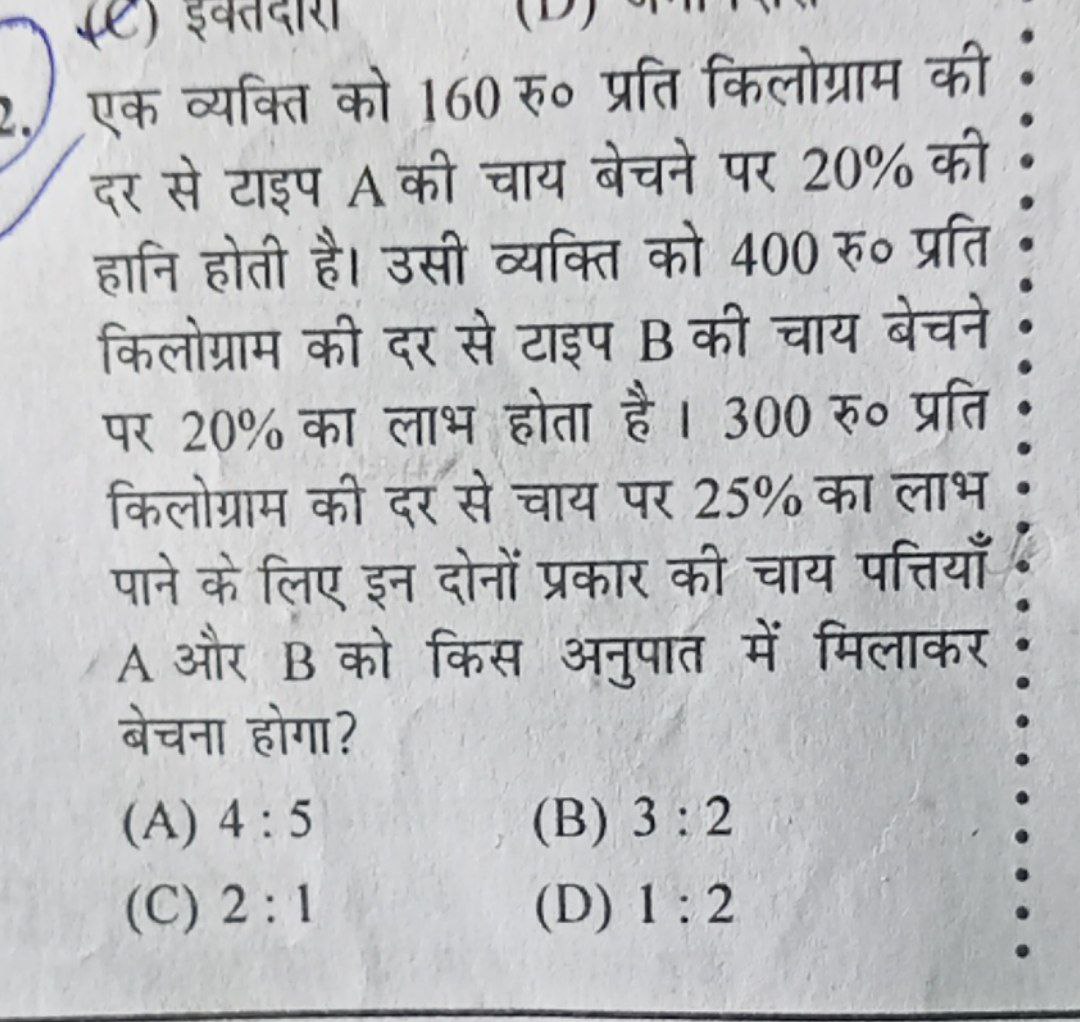 (C) इक्तदारी
(D)
2. एक व्यक्ति को 160 रु० प्रति किलोग्राम की
दर से टाइप A की चाय बेचने पर 20% की
हानि होती है। उसी व्यक्ति को 400 रु० प्रति
किलोग्राम की दर से टाइप B की चाय बेचने
पर 20% का लाभ होता है । 300 रु० प्रति
किलोग्राम की दर से चाय पर 25% का लाभ
पाने के लिए इन दोनों प्रकार की चाय पत्तियाँ
A और B को किस अनुपात में मिलाकर
बेचना होगा?
(A) 4 : 5 (B) 3 : 2
(C) 2 : 1 (D) 1 : 2